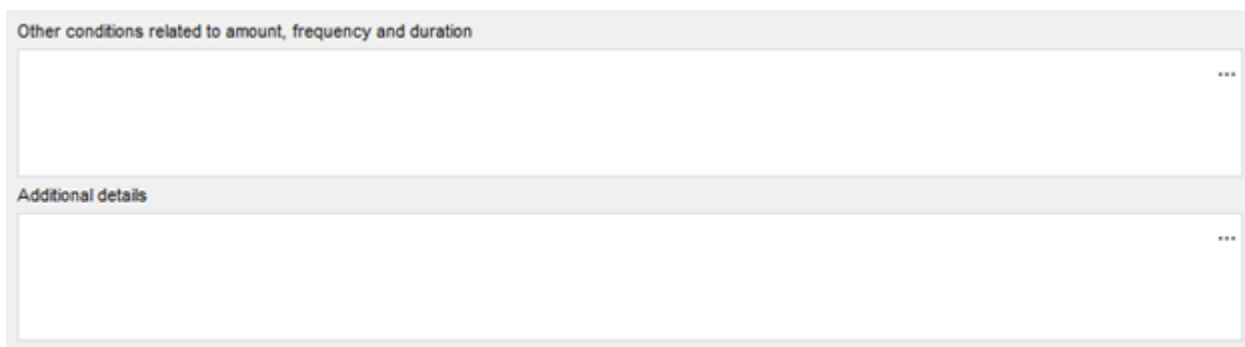 Other conditions related to amount, frequency and duration
...
Additional details
...